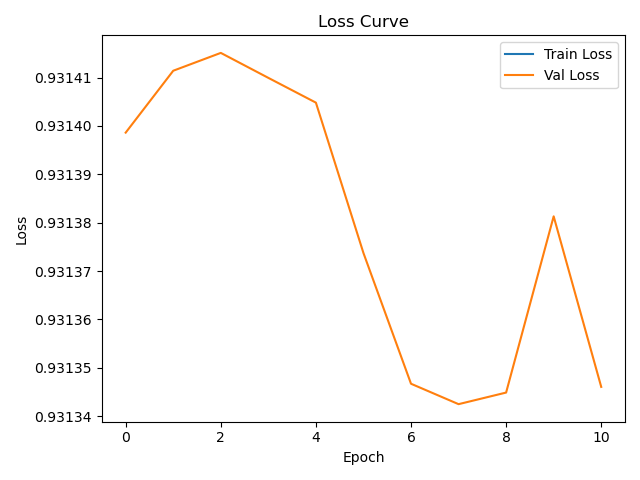 Loss Curve
Train Loss
Val Loss
0.93141
0.93140
0.93139
0.93138
0.93137
0.93136
0.93135
0.93134
Loss
0 2 4 6 8 10
Epoch